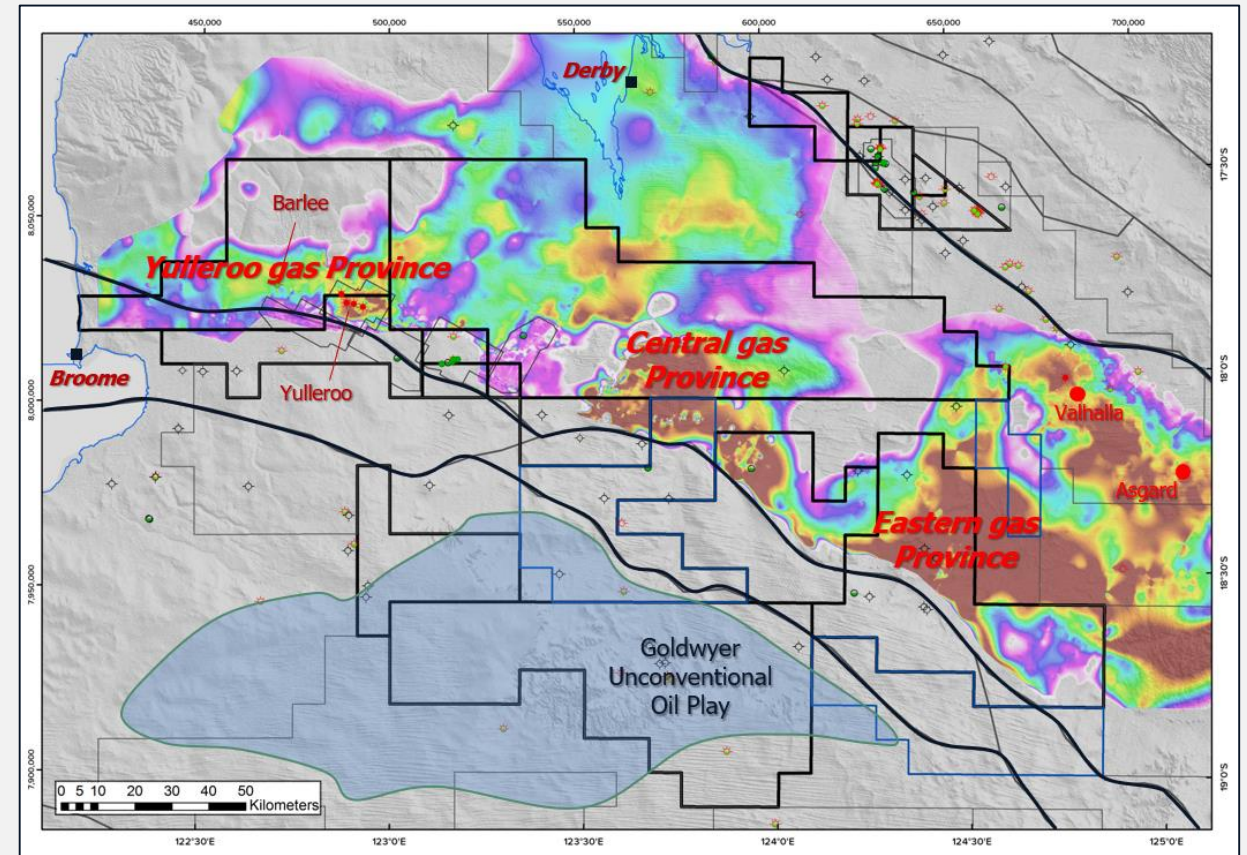 450,000
500,000
550,000
600,000
650,000
700,000
Derby
17°30'S
8,050,000
Barlee
Yulleroo gas Province
Central gas
Province
18°0'S
Broome
Yulleroo
8,000,000
Valhalla
Asgard
Eastern gas
Province
18°30'S
7,950,000
Goldwyer
Unconventional
Oil Play
7,900,000
19°0'S
0 5 10 20 30 40 50
Kilometers
122°30'E
123°0'E
123°30'E
124°0'E
124°30'E
125°0'E